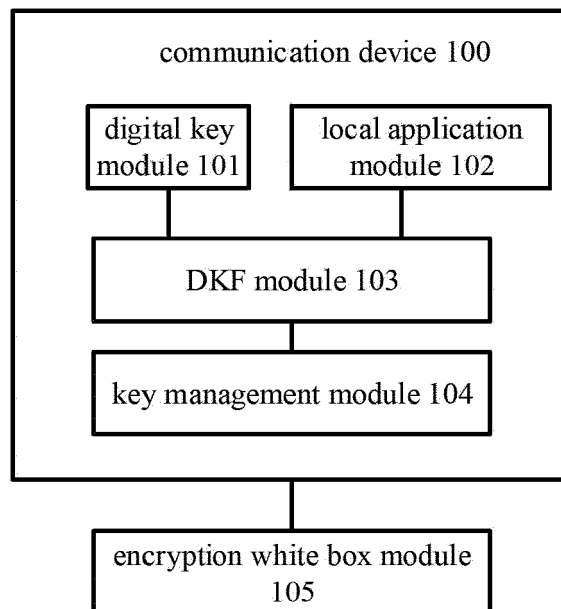 communication device 100
digital key
module 101
local application
module 102
DKF module 103
key management module 104
encryption white box module
105